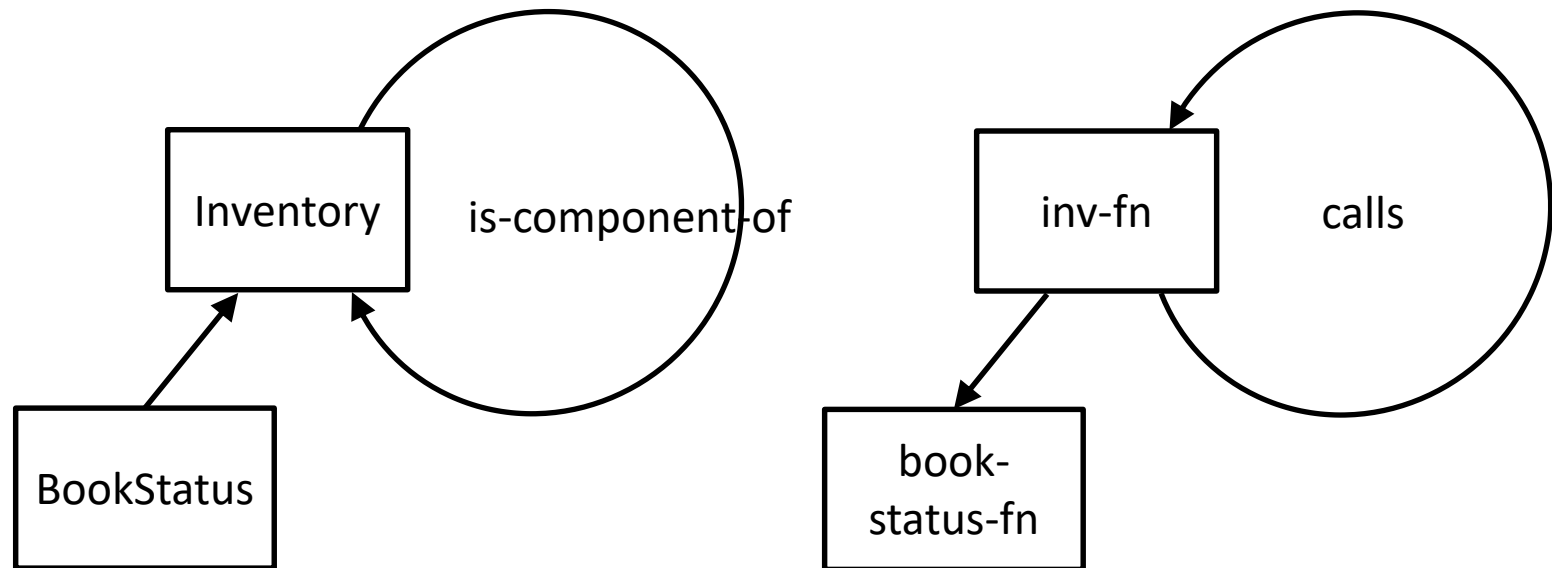 Inventory
is-component-of
BookStatus
inv-fn
calls
book-
status-fn